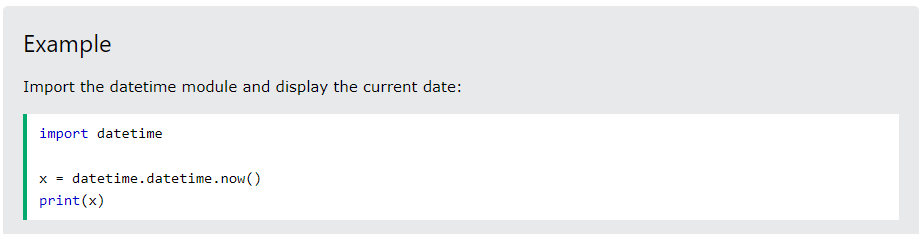 Example
Import the datetime module and display the current date:
import datetime
x = datetime.datetime.now()
print(x)